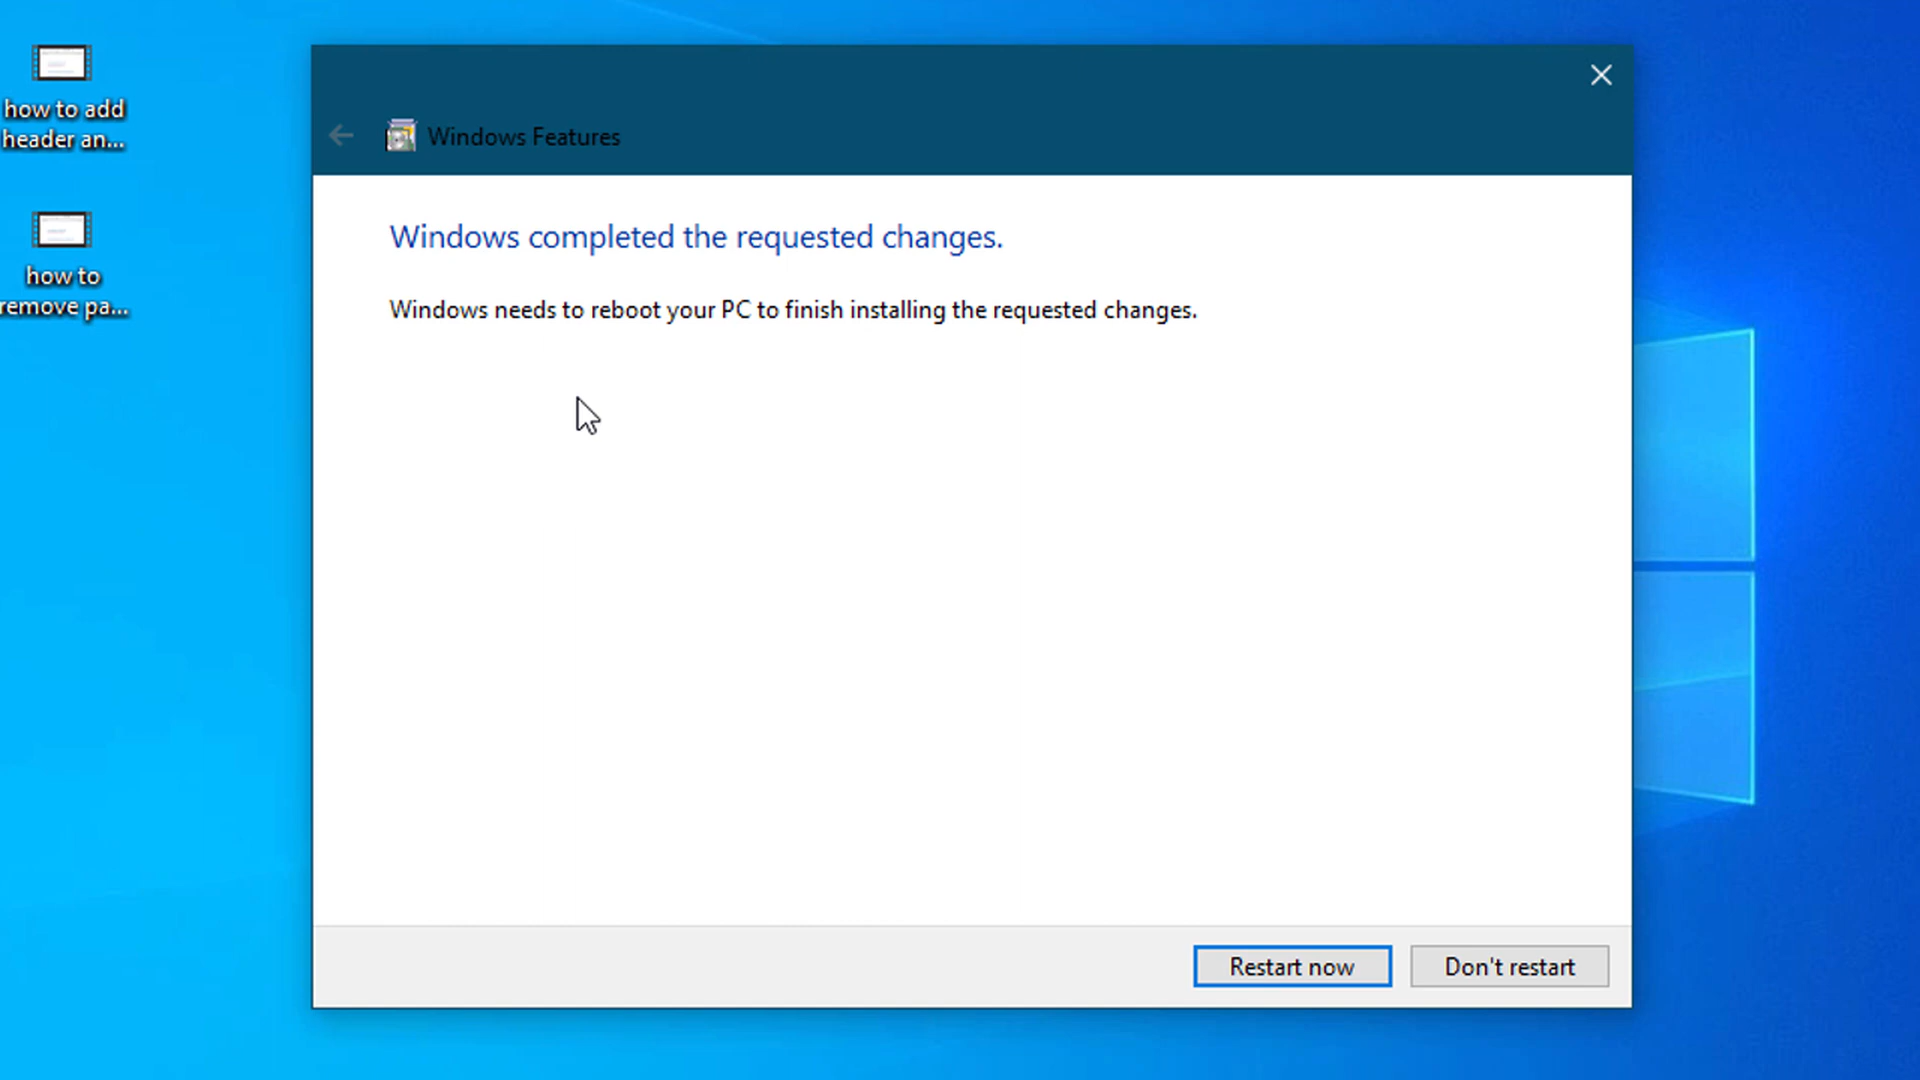 how to add
header an...
how to
remove pa...
Windows Features
Windows completed the requested changes.
Windows needs to reboot your PC to finish installing the requested changes.
Restart now
Don't restart